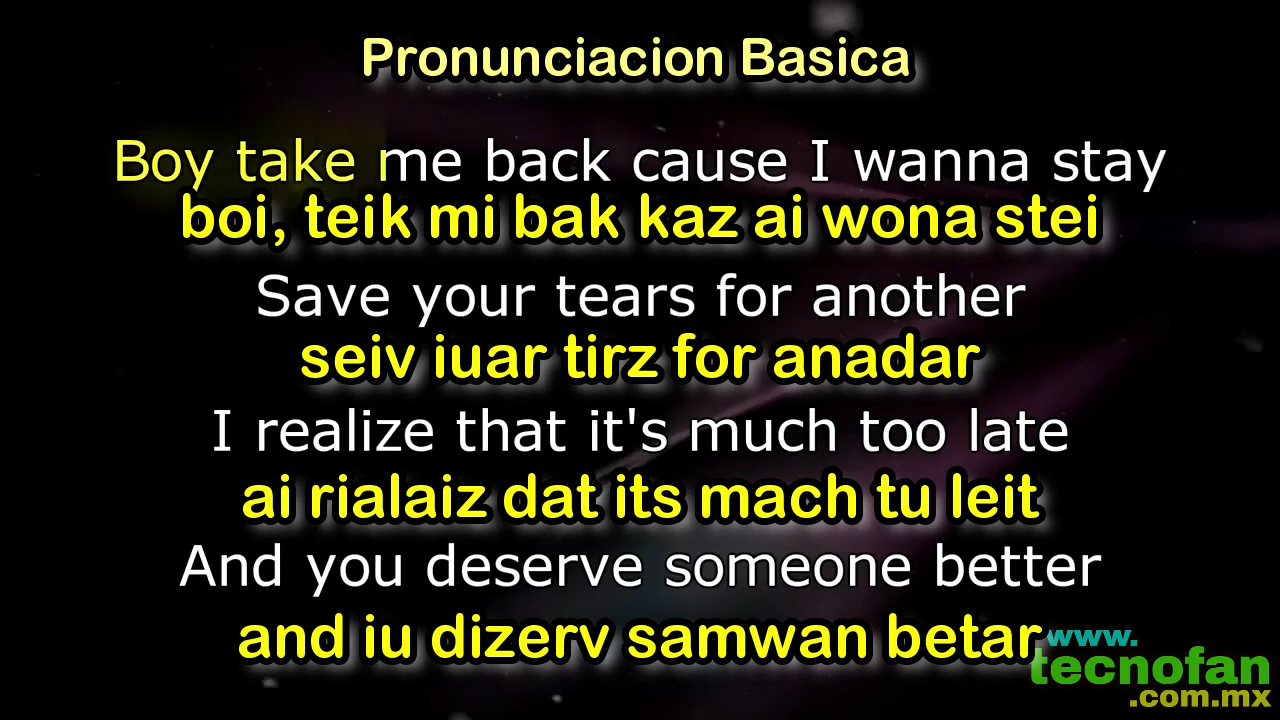 Pronunciacion Basica
Boy take me back cause I wanna stay
boi, teik mi bak kaz ai wona stei
Save your tears for another
seiv iuar tirz for anadar
I realize that it's much too late
ai rialaiz dat its mach tu leit
And you deserve someone better
and iu dizerv samwan betar
www.
tecnofan
.com.mx